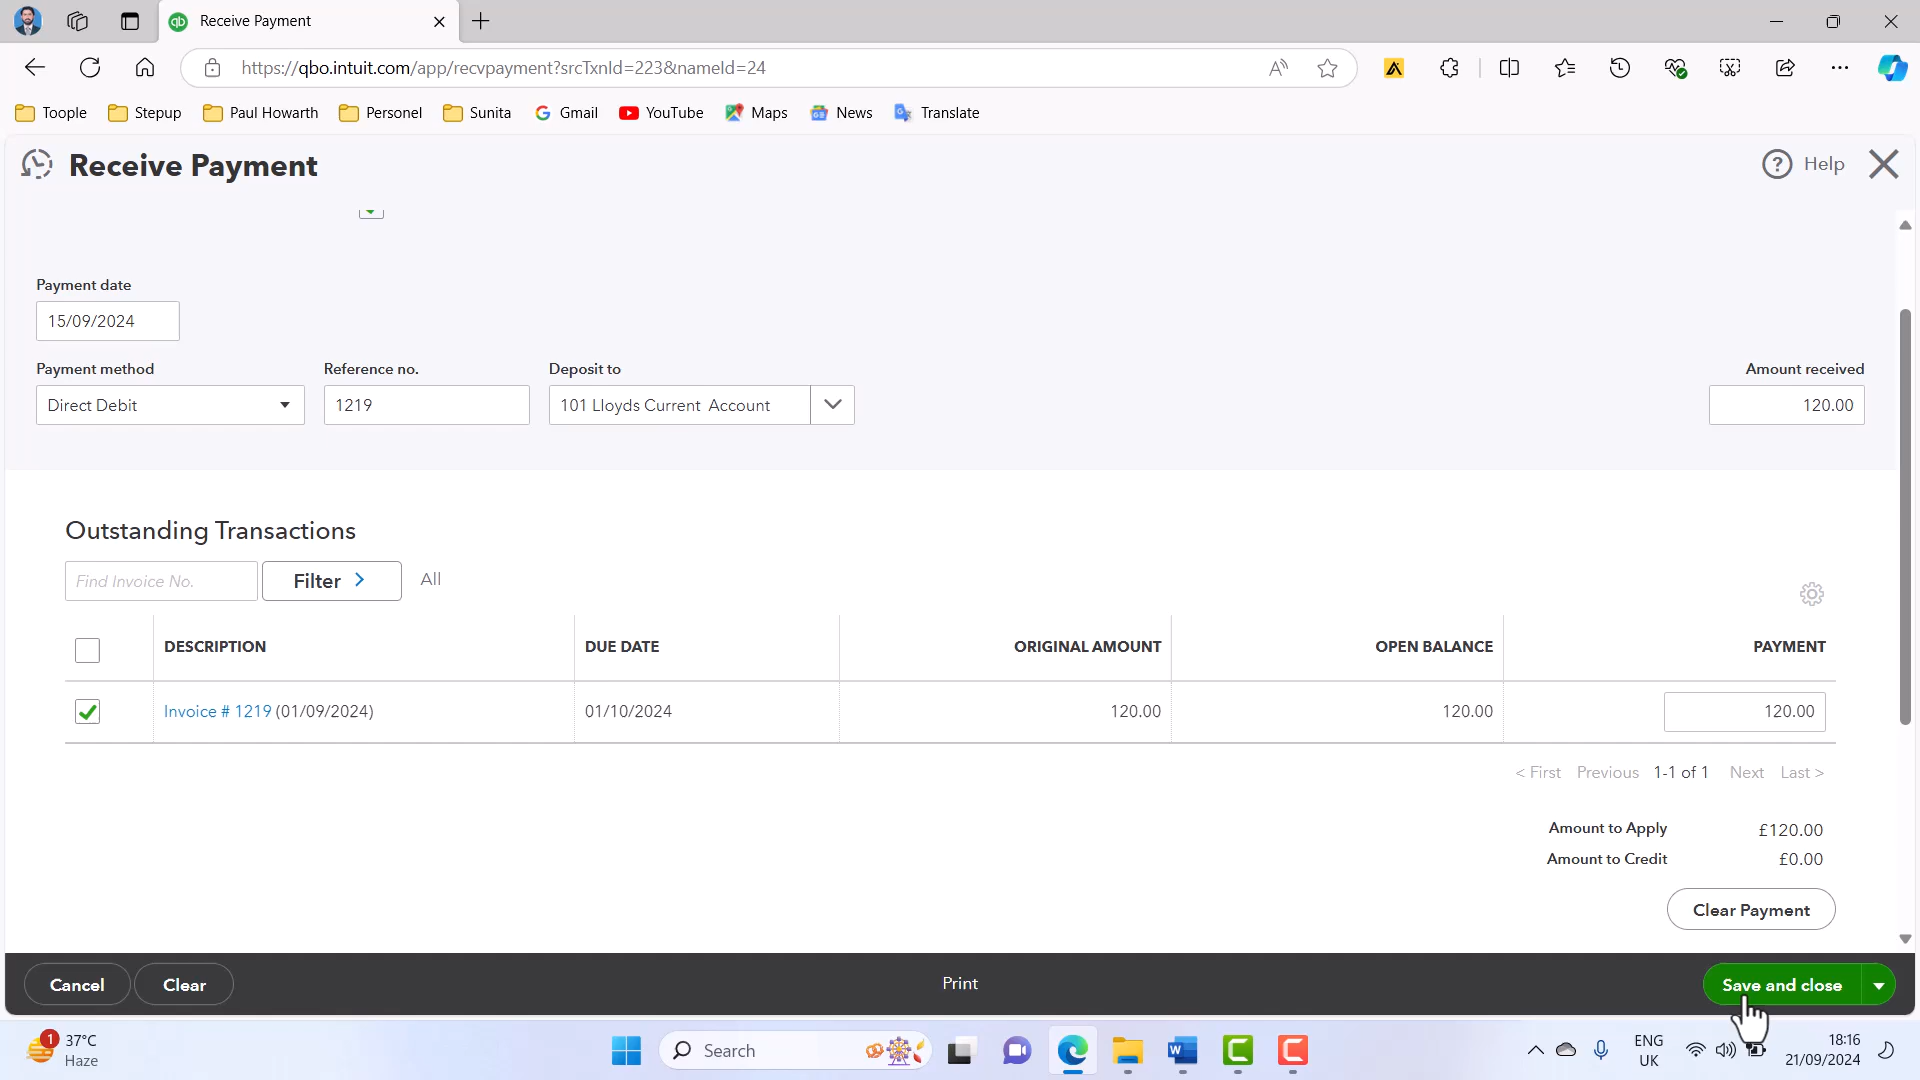 Receive Payment
https://qbo.intuit.com/app/recvpayment?srcTxnId=223&nameId=24
Toople Stepup Paul Howarth Personel Sunita Gmail YouTube Maps News Translate
Receive Payment
Help
Payment date
15/09/2024
Payment method Reference no. Deposit to Amount received
Direct Debit 1219 101 Lloyds Current Account 120.00
Outstanding Transactions
Find Invoice No. Filter > All
DESCRIPTION DUE DATE ORIGINAL AMOUNT OPEN BALANCE PAYMENT
Invoice # 1219 (01/09/2024) 01/10/2024 120.00 120.00 120.00
< First Previous 1-1 of 1 Next Last >
Amount to Apply £120.00
Amount to Credit £0.00
Clear Payment
Cancel Clear Print Save and close
1 37°C
Haze
Search
ENG
UK
18:16
21/09/2024